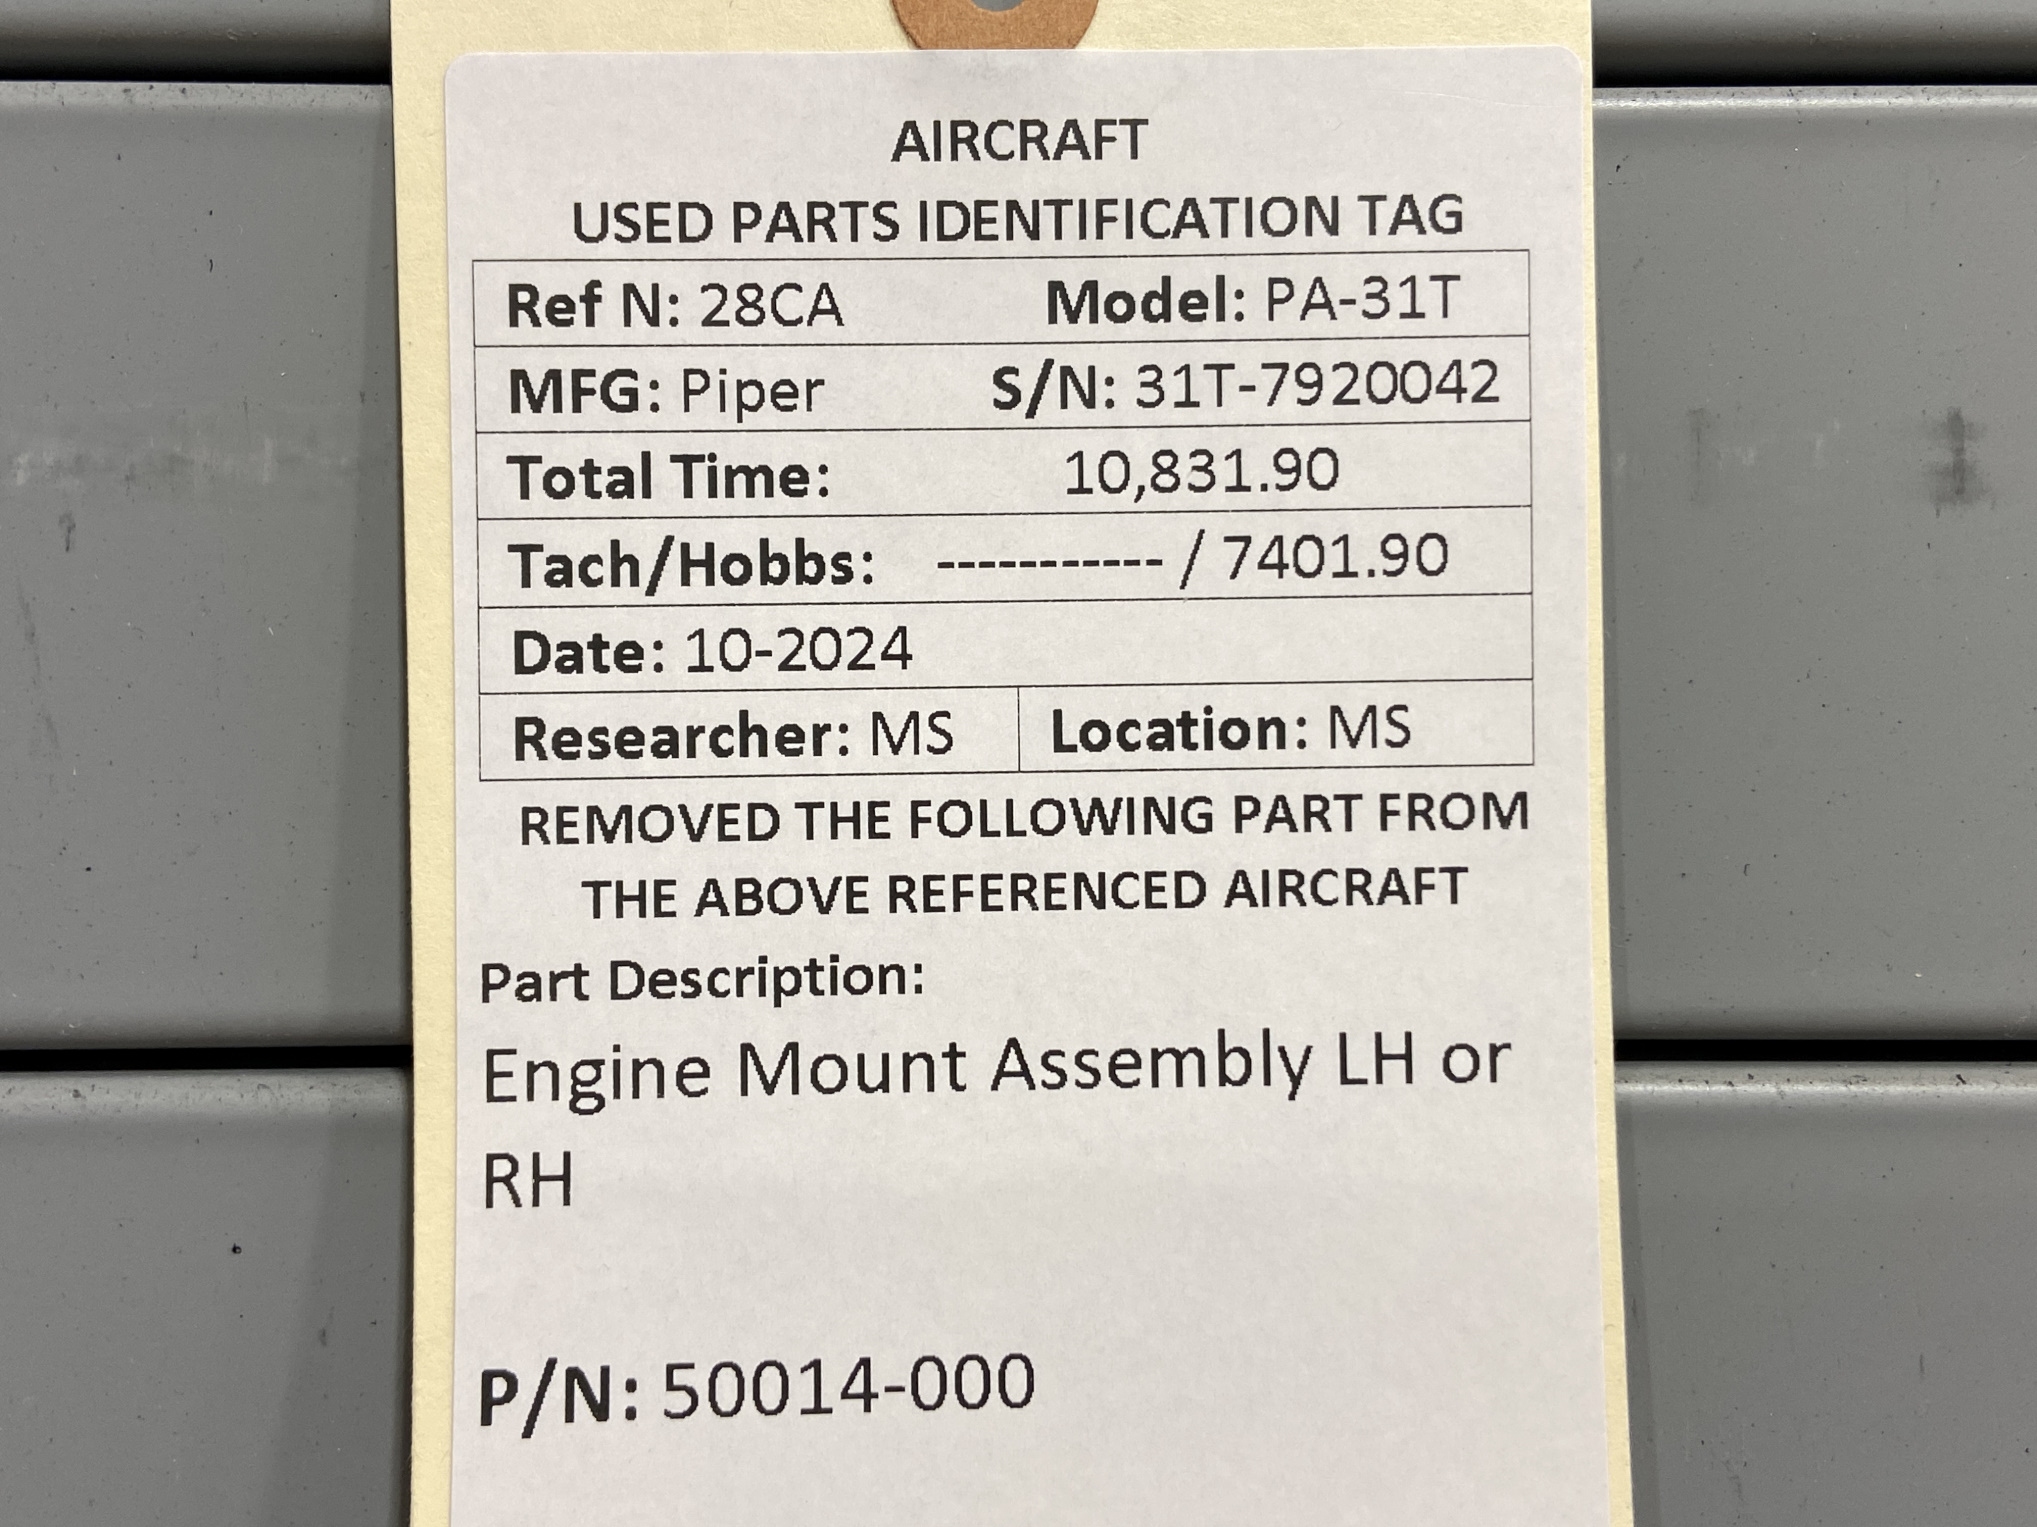 AIRCRAFT
USED PARTS IDENTIFICATION TAG
Ref N: 28CA Model: PA-31T
MFG: Piper S/N: 31T-7920042
Total Time: 10,831.90
Tach/Hobbs: ----------- / 7401.90
Date: 10-2024
Researcher: MS Location: MS
REMOVED THE FOLLOWING PART FROM
THE ABOVE REFERENCED AIRCRAFT
Part Description:
Engine Mount Assembly LH or
RH
P/N: 50014-000